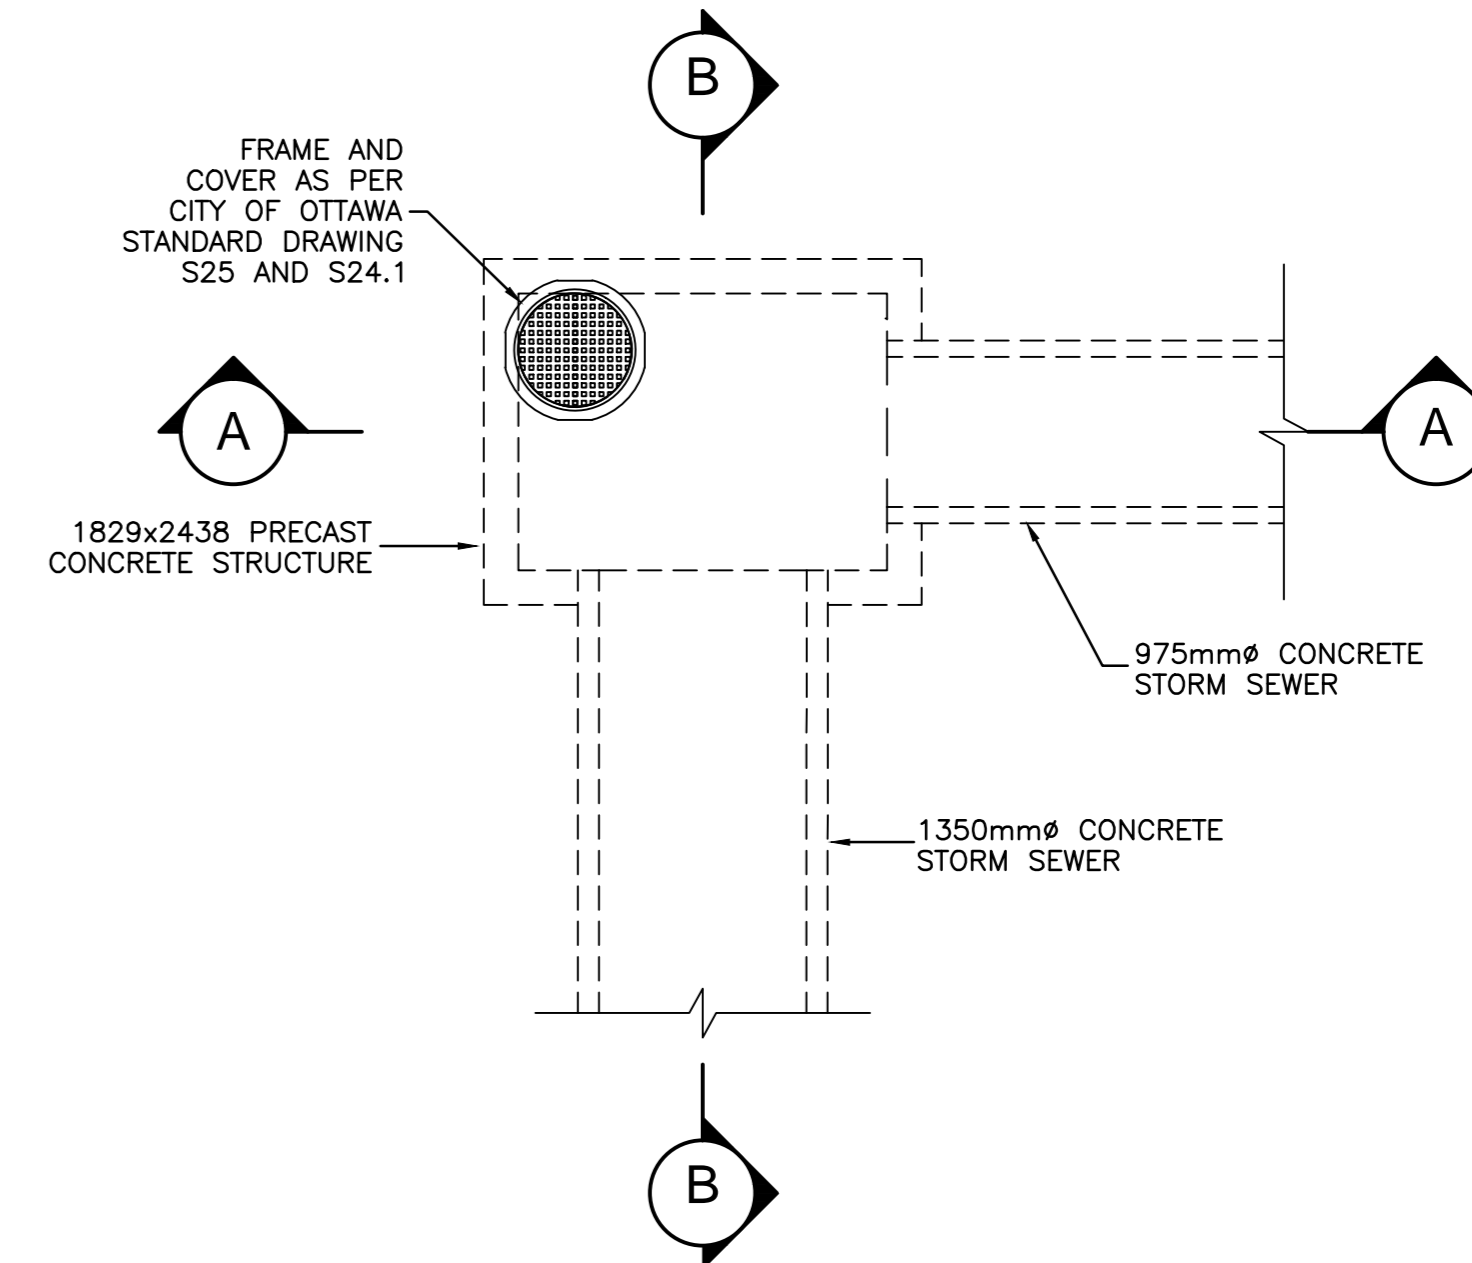 B
FRAME AND
COVER AS PER
CITY OF OTTAWA
STANDARD DRAWING
S25 AND S24.1
A
A
1829x2438 PRECAST
CONCRETE STRUCTURE
975mmø CONCRETE
STORM SEWER
1350mmø CONCRETE
STORM SEWER
B